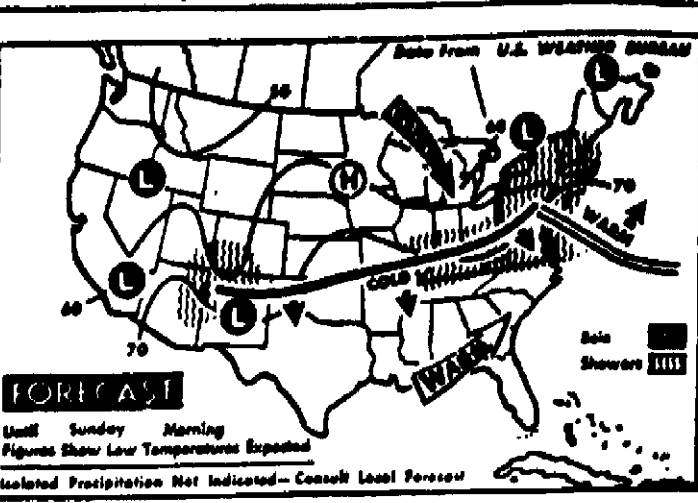 Data From U.S. WEATHER BUREAU
L
50
60
L
L
H
70
WARM
L
COLD
60
L
70
WARM
Rain
Showers
FORECAST
Until Sunday Morning
Figures Show Low Temperatures Expected
Isolated Precipitation Not Indicated— Consult Local Forecast